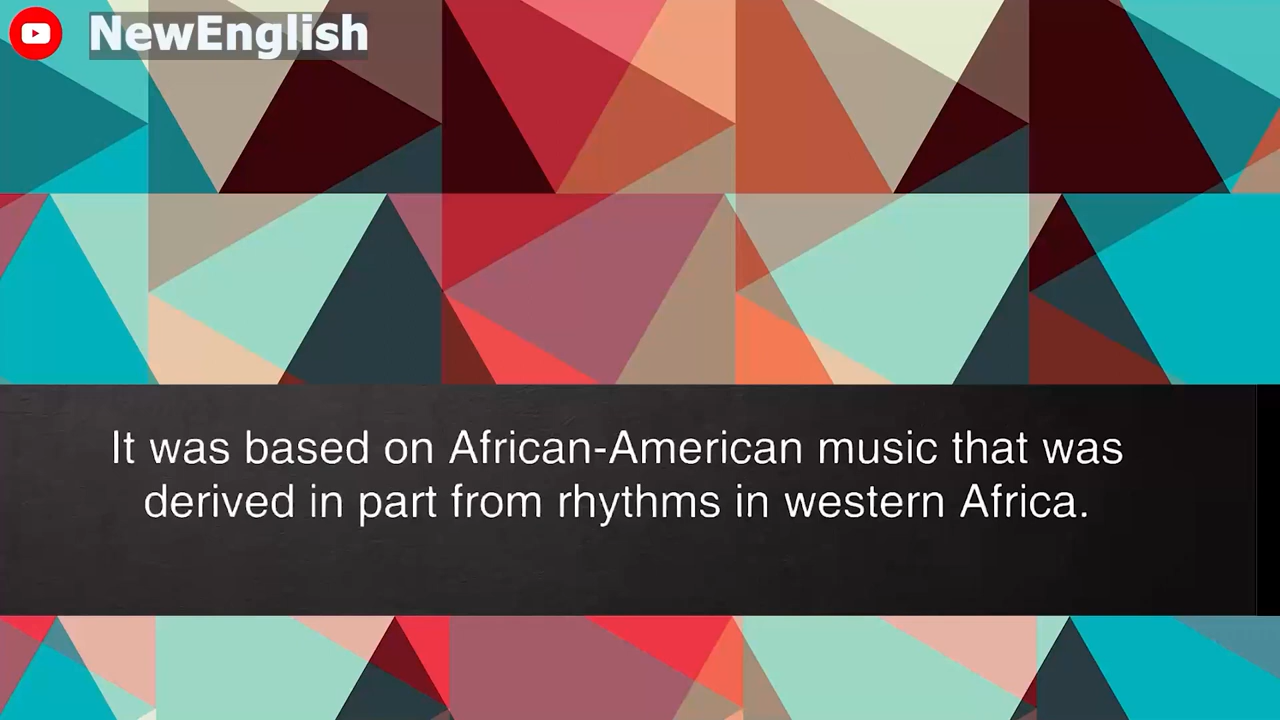 NewEnglish
It was based on African-American music that was
derived in part from rhythms in western Africa.